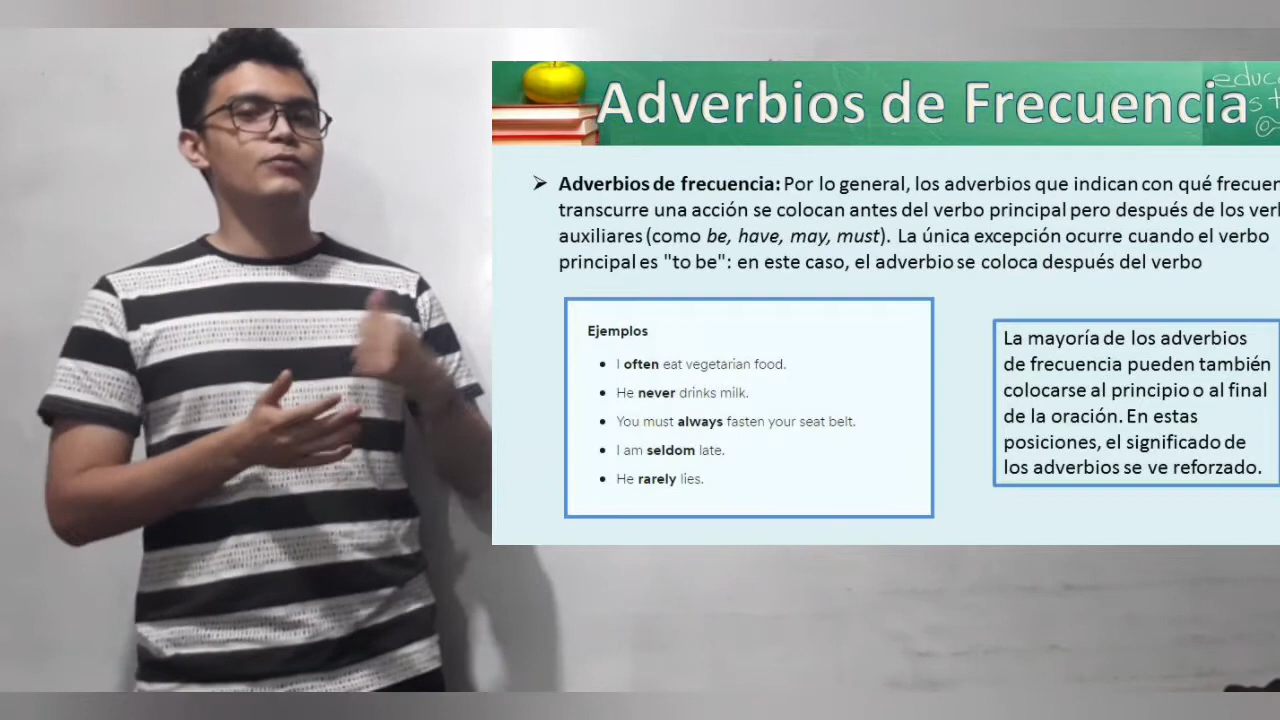 Adverbios de Frecuencia
Adverbios de frecuencia: Por lo general, los adverbios que indican con qué
transcurre una acción se colocan antes del verbo principal pero después de los
auxiliares (como be, have, may, must). La única excepción ocurre cuando el verbo
principal es "to be": en este caso, el adverbio se coloca después del verbo
Ejemplos
• I often eat vegetarian food.
• He never drinks milk.
• You must always fasten your seat belt.
• I am seldom late.
• He rarely lies.
La mayoría de los adverbios
de frecuencia pueden también
colocarse al principio o al final
de la oración. En estas
posiciones, el significado de
los adverbios se ve reforzado.